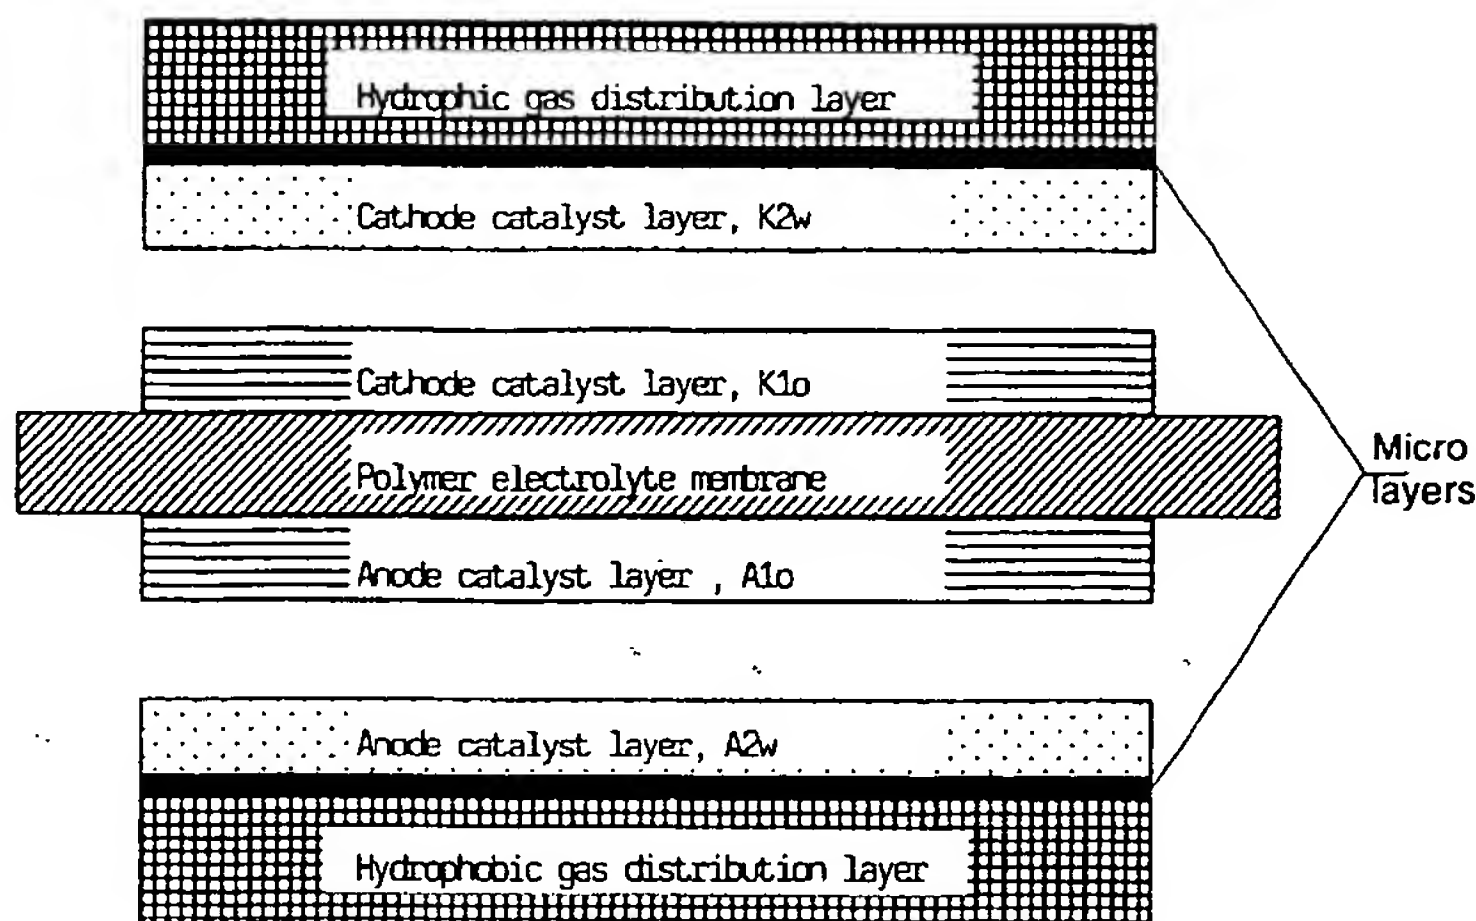 Hydrophic gas distribution layer
Cathode catalyst layer, K2w
Cathode catalyst layer, K1o
Polymer electrolyte membrane
Micro
layers
Anode catalyst layer , A1o
Anode catalyst layer, A2w
Hydrophobic gas distribution layer